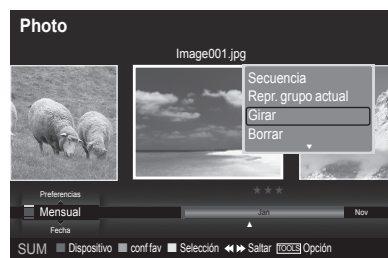 Photo
Image001.jpg
Secuencia
Repr. grupo actual
Girar
Borrar
Preferencias
Mensual
Jan
Nov
Fecha
SUM Dispositivo conf fav Selección Saltar TOOLS Opción